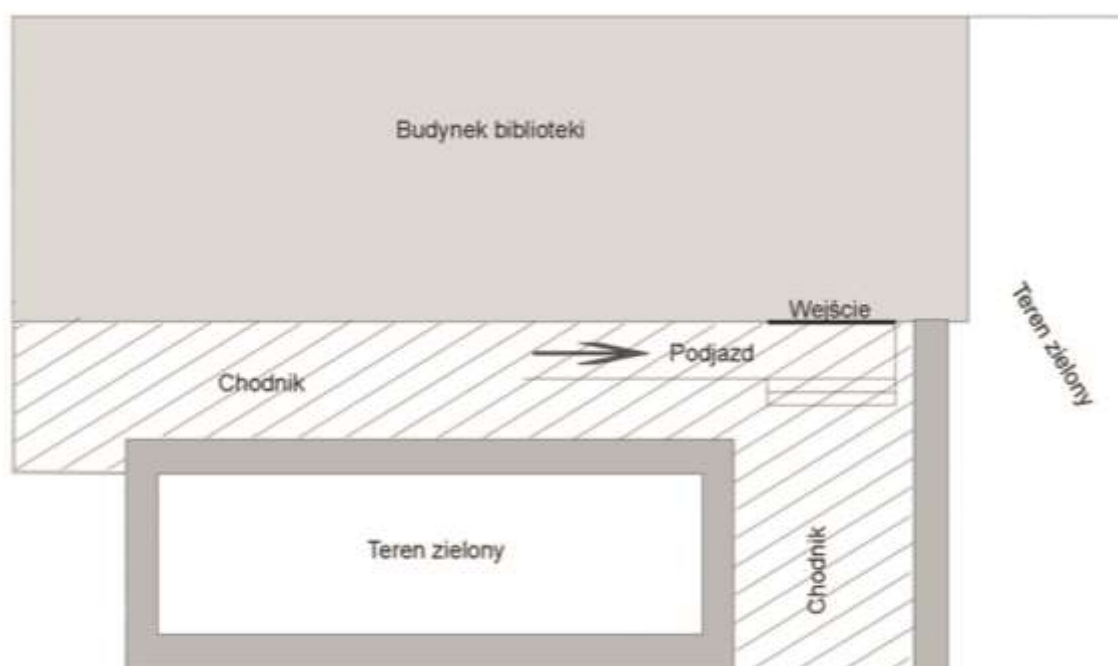 Budynek biblioteki
Wejście
Podjazd
Teren zielony
Chodnik
Teren zielony
Chodnik